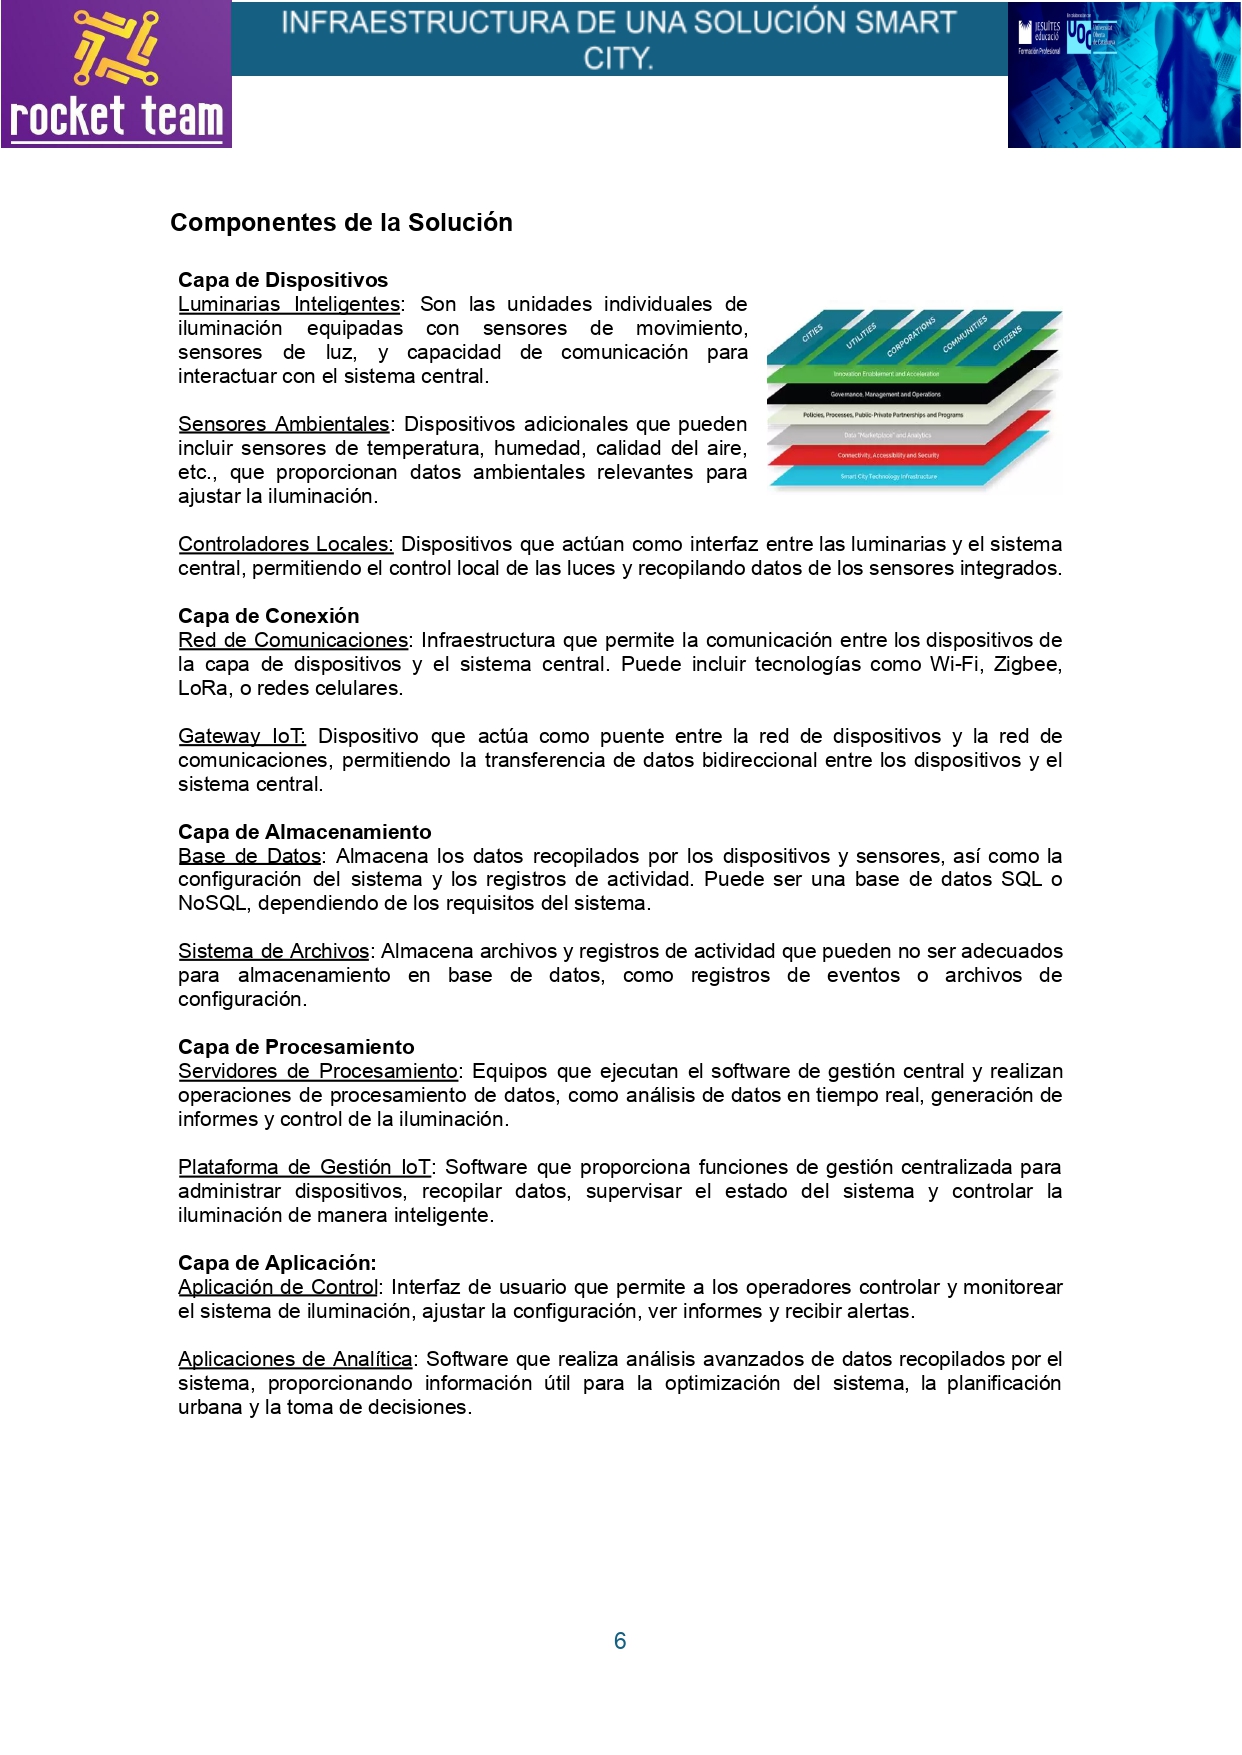 INFRAESTRUCTURA DE UNA SOLUCIÓN SMART
CITY.
rocket team
JESUÏTES
educació
Formació Profesional
UOC
Universitat
Oberta
de Catalunya
Componentes de la Solución
Capa de Dispositivos
Luminarias Inteligentes: Son las unidades individuales de
iluminación equipadas con sensores de movimiento,
sensores de luz, y capacidad de comunicación para
interactuar con el sistema central.
Sensores Ambientales: Dispositivos adicionales que pueden
incluir sensores de temperatura, humedad, calidad del aire,
etc., que proporcionan datos ambientales relevantes para
ajustar la iluminación.
CITIES
UTILITIES
CORPORATIONS
COMMUNITIES
CITIZENS
Innovation Enablement and Acceleration
Governance, Management and Operations
Policies, Processes, Public-Private Partnerships and Programs
Data "Marketplace" and Analytics
Connectivity, Accessibility and Security
Smart City Technology Infrastructure
Controladores Locales: Dispositivos que actúan como interfaz entre las luminarias y el sistema
central, permitiendo el control local de las luces y recopilando datos de los sensores integrados.
Capa de Conexión
Red de Comunicaciones: Infraestructura que permite la comunicación entre los dispositivos de
la capa de dispositivos y el sistema central. Puede incluir tecnologías como Wi-Fi, Zigbee,
LoRa, o redes celulares.
Gateway IoT: Dispositivo que actúa como puente entre la red de dispositivos y la red de
comunicaciones, permitiendo la transferencia de datos bidireccional entre los dispositivos y el
sistema central.
Capa de Almacenamiento
Base de Datos: Almacena los datos recopilados por los dispositivos y sensores, así como la
configuración del sistema y los registros de actividad. Puede ser una base de datos SQL o
NoSQL, dependiendo de los requisitos del sistema.
Sistema de Archivos: Almacena archivos y registros de actividad que pueden no ser adecuados
para almacenamiento en base de datos, como registros de eventos o archivos de
configuración.
Capa de Procesamiento
Servidores de Procesamiento: Equipos que ejecutan el software de gestión central y realizan
operaciones de procesamiento de datos, como análisis de datos en tiempo real, generación de
informes y control de la iluminación.
Plataforma de Gestión IoT: Software que proporciona funciones de gestión centralizada para
administrar dispositivos, recopilar datos, supervisar el estado del sistema y controlar la
iluminación de manera inteligente.
Capa de Aplicación:
Aplicación de Control: Interfaz de usuario que permite a los operadores controlar y monitorear
el sistema de iluminación, ajustar la configuración, ver informes y recibir alertas.
Aplicaciones de Analítica: Software que realiza análisis avanzados de datos recopilados por el
sistema, proporcionando información útil para la optimización del sistema, la planificación
urbana y la toma de decisiones.
6